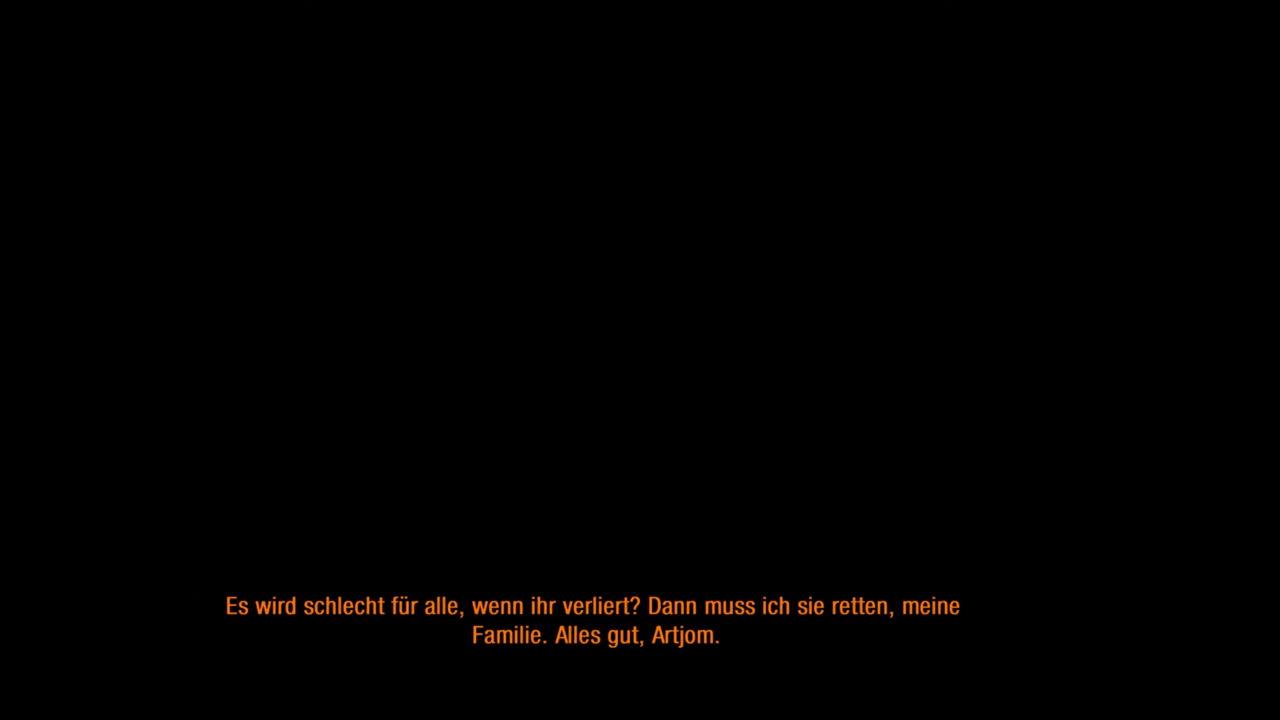 Es wird schlecht für alle, wenn ihr verliert? Dann muss ich sie retten, meine
Familie. Alles gut, Artjom.